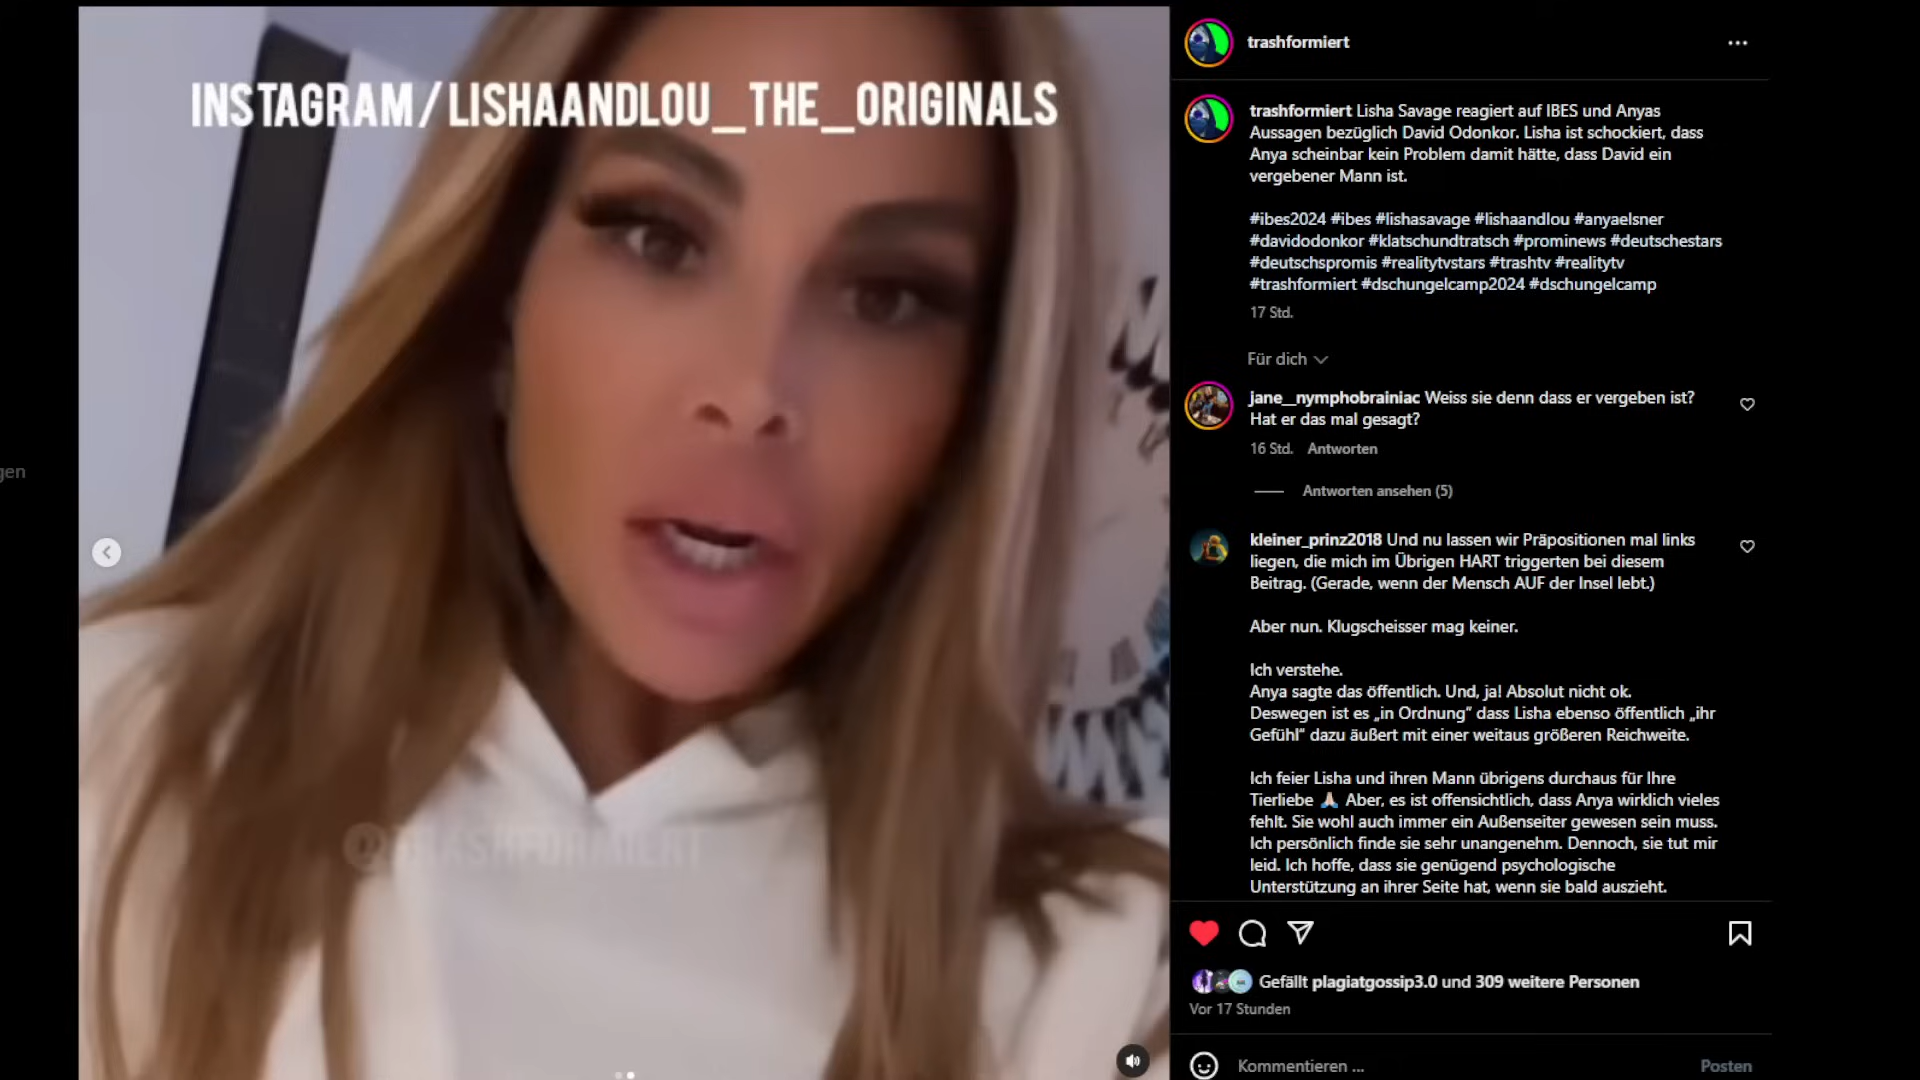 INSTAGRAM/LISHAANDLOU_THE_ORIGINALS
@TRASHFORMIERT
gen
trashformiert
trashformiert Lisha Savage reagiert auf IBES und Anyas
Aussagen bezüglich David Odonkor. Lisha ist schockiert, dass
Anya scheinbar kein Problem damit hätte, dass David ein
vergebener Mann ist.
#ibes2024 #ibes #lishasavage #lishaandlou #anyaelsner
#davidodonkor #klatschundtratsch #prominews #deutschestars
#deutschspromis #realitytvstars #trashtv #realitytv
#trashformiert #dschungelcamp2024 #dschungelcamp
17 Std.
Für dich
jane__nymphobrainiac Weiss sie denn dass er vergeben ist?
Hat er das mal gesagt?
16 Std. Antworten
Antworten ansehen (5)
kleiner_prinz2018 Und nu lassen wir Präpositionen mal links
liegen, die mich im Übrigen HART triggerten bei diesem
Beitrag. (Gerade, wenn der Mensch AUF der Insel lebt.)
Aber nun. Klugscheisser mag keiner.
Ich verstehe.
Anya sagte das öffentlich. Und, ja! Absolut nicht ok.
Deswegen ist es „in Ordnung“ dass Lisha ebenso öffentlich „ihr
Gefühl“ dazu äußert mit einer weitaus größeren Reichweite.
Ich feier Lisha und ihren Mann übrigens durchaus für Ihre
Tierliebe 🙏🏻 Aber, es ist offensichtlich, dass Anya wirklich vieles
fehlt. Sie wohl auch immer ein Außenseiter gewesen sein muss.
Ich persönlich finde sie sehr unangenehm. Dennoch, sie tut mir
leid. Ich hoffe, dass sie genügend psychologische
Unterstützung an ihrer Seite hat, wenn sie bald auszieht.
Gefällt plagiatgossip3.0 und 309 weitere Personen
Vor 17 Stunden
Kommentieren ...
Posten